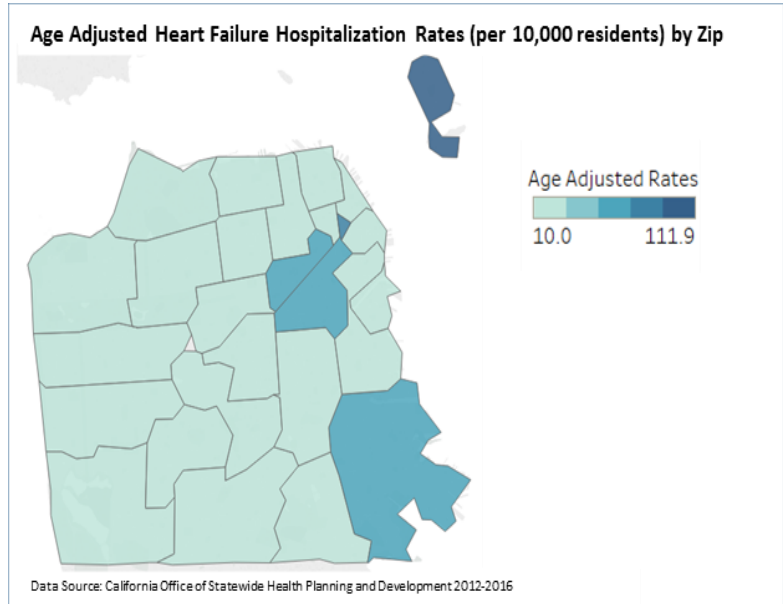 Age Adjusted Heart Failure Hospitalization Rates (per 10,000 residents) by Zip
Age Adjusted Rates
10.0 111.9
Data Source: California Office of Statewide Health Planning and Development 2012-2016